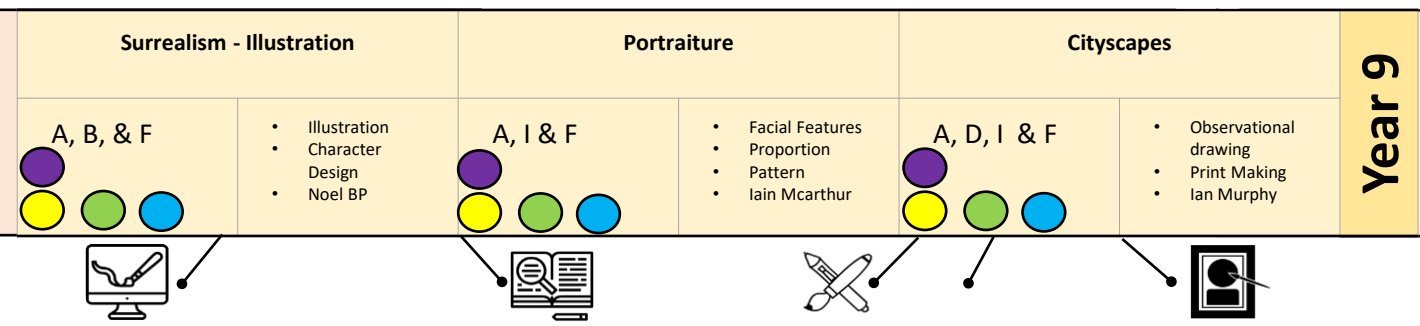 Surrealism - Illustration
Portraiture
Cityscapes
Year 9
A, B, & F
• Illustration
• Character
Design
• Noel BP
A, I & F
• Facial Features
• Proportion
• Pattern
• Iain Mcarthur
A, D, I & F
• Observational
drawing
• Print Making
• Ian Murphy